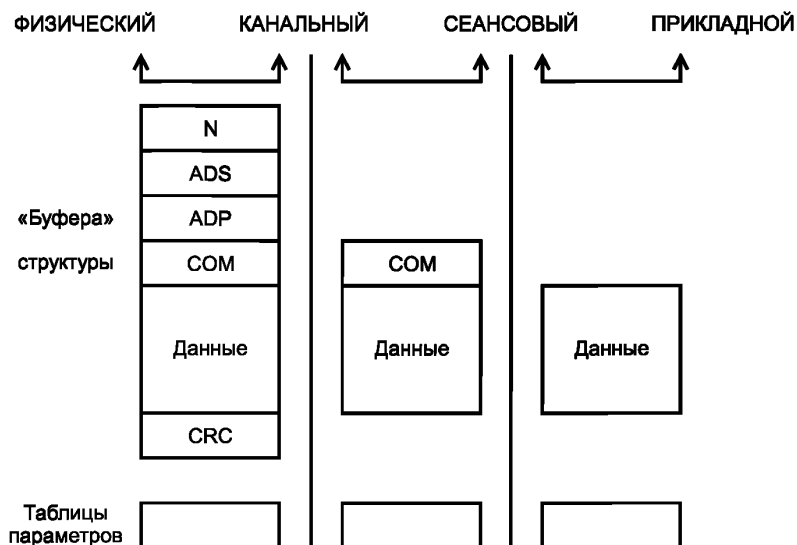 ФИЗИЧЕСКИЙ КАНАЛЬНЫЙ СЕАНСОВЫЙ ПРИКЛАДНОЙ
N
ADS
«Буфера» ADP
структуры COM COM
Данные Данные Данные
CRC
Таблицы
параметров